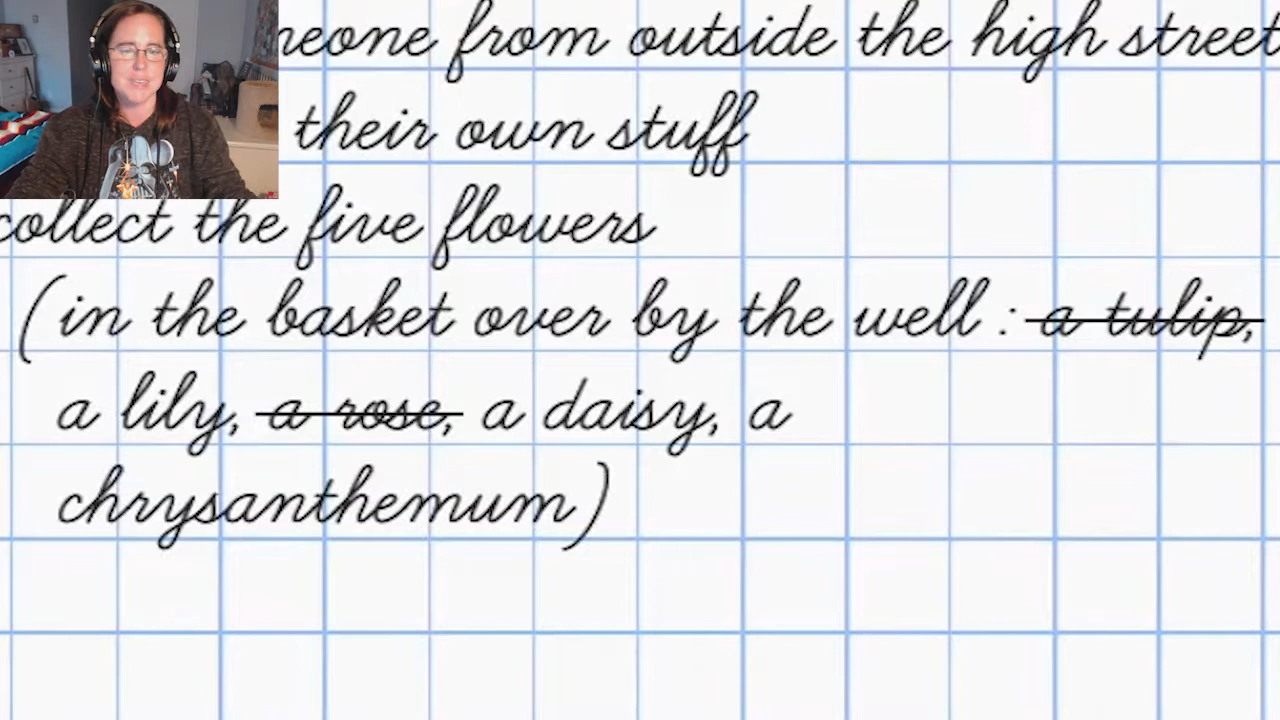 from outside the high street
their own stuff
collect the five flowers
(in the basket over by the well : a tulip,
a lily, a rose, a daisy, a
chrysanthemum)